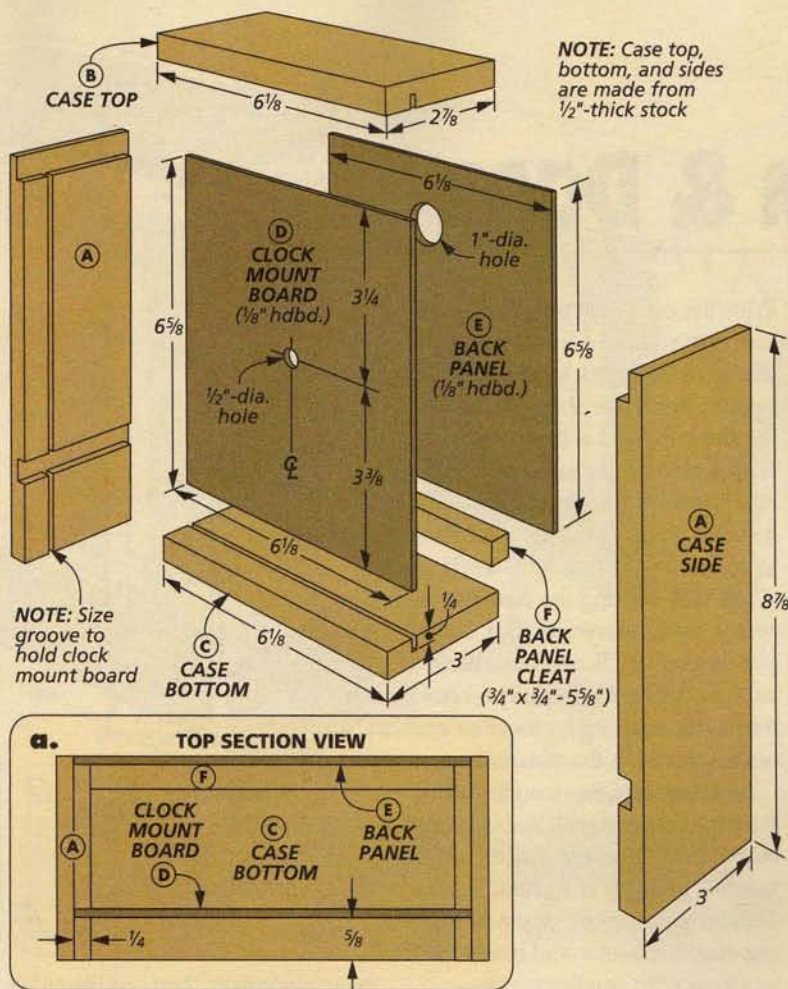 B
CASE TOP
6⅛
2⅞
NOTE: Case top,
bottom, and sides
are made from
½"-thick stock
A
6⅛
1"-dia.
hole
D
CLOCK
MOUNT
BOARD
(⅛" hdbd.)
3¼
6⅝
½"-dia.
hole
℄
3⅜
E
BACK
PANEL
(⅛" hdbd.)
6⅝
A
CASE
SIDE
8⅞
3
6⅛
NOTE: Size
groove to
hold clock
mount board
6⅛
C
CASE
BOTTOM
¼
3
F
BACK
PANEL
CLEAT
(¾" x ¾" - 5⅝")
a.
TOP SECTION VIEW
F
A
CLOCK
MOUNT
BOARD
D
C
CASE
BOTTOM
E
BACK
PANEL
¼
⅝